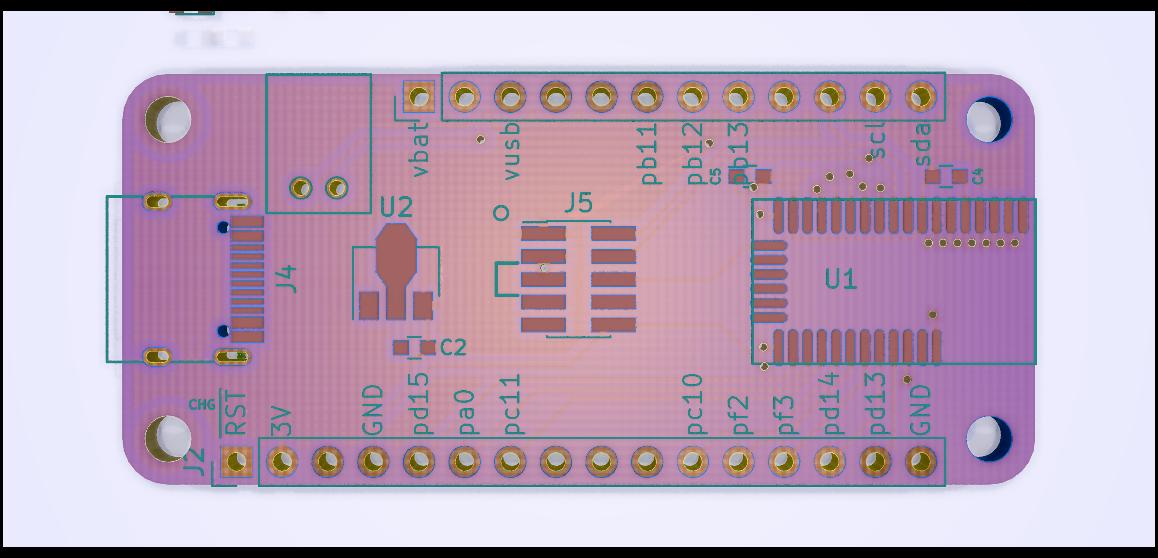 vbat
vusb
pb11
pb12
pb13
scl
sda
C5
C4
U2
J5
J4
U1
C2
CHG
RST
3V
GND
pd15
pa0
pc11
pc10
pf2
pf3
pd14
pd13
GND
J2